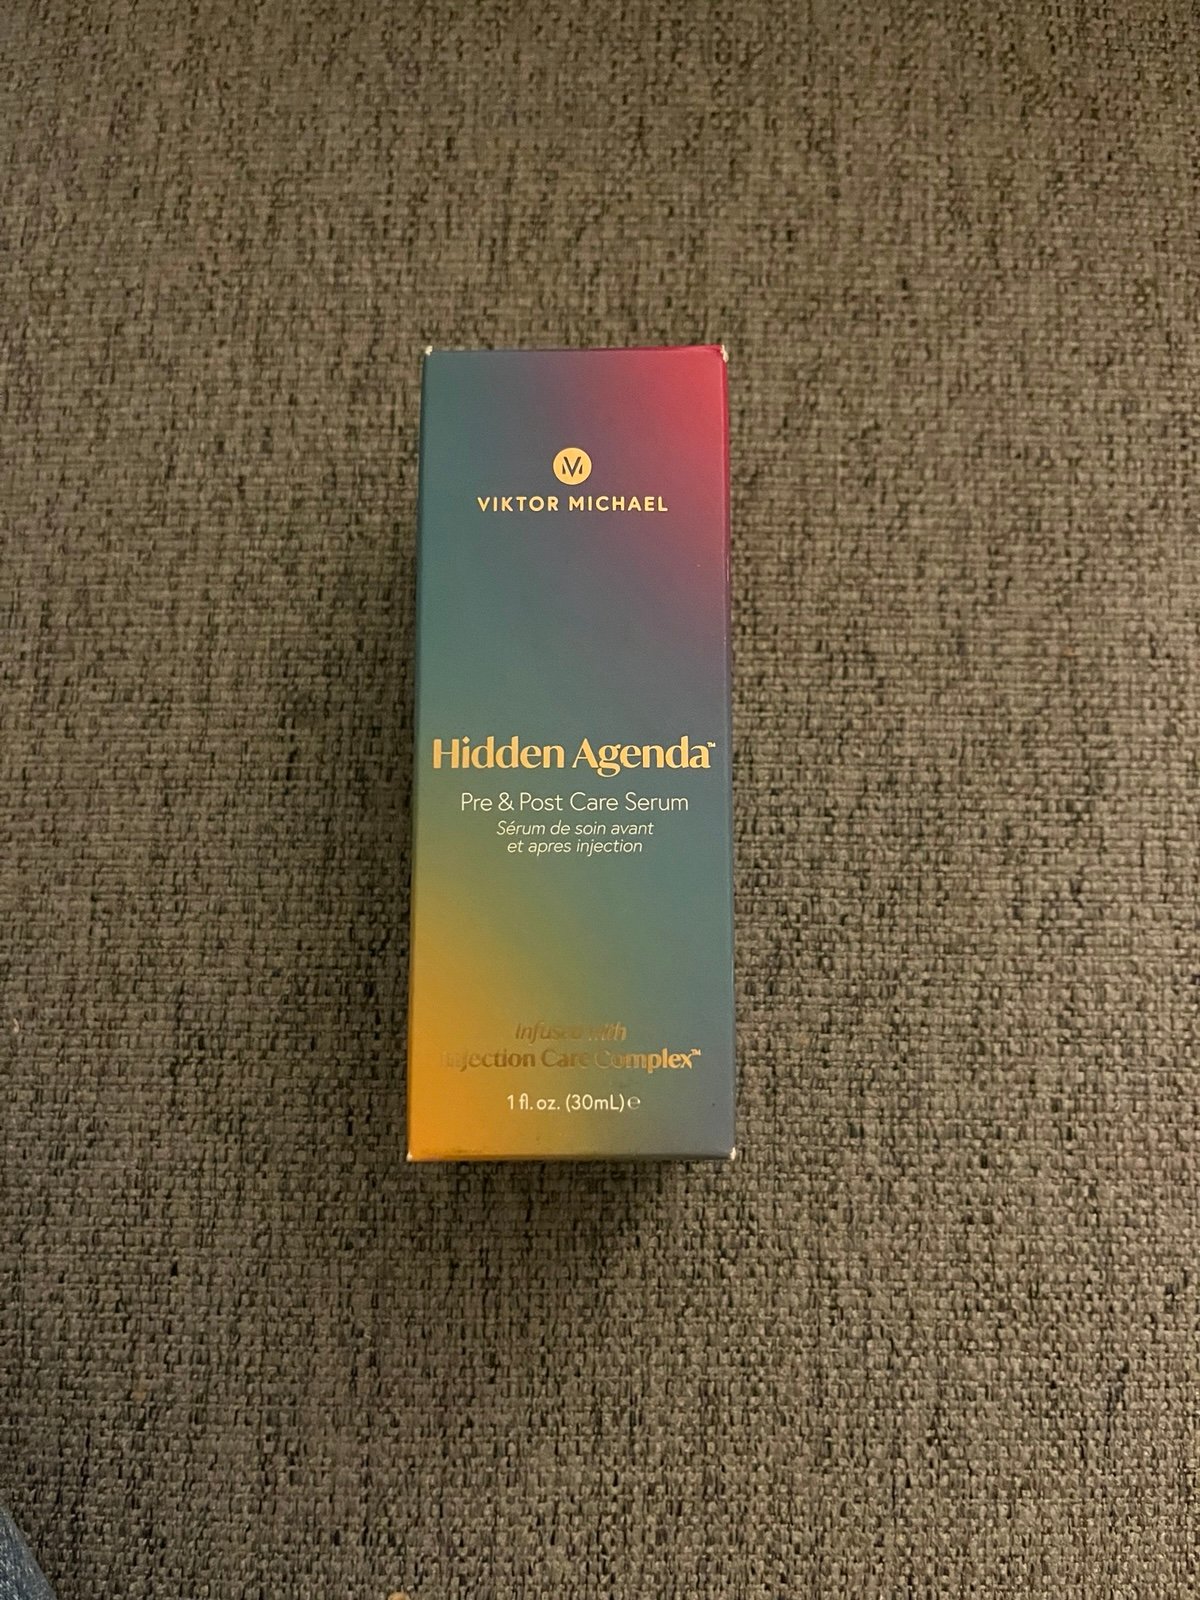 VIKTOR MICHAEL
Hidden Agenda™
Pre & Post Care Serum
Sérum de soin avant
et apres injection
Infused with
Injection Care Complex™
1 fl. oz. (30mL) ℮